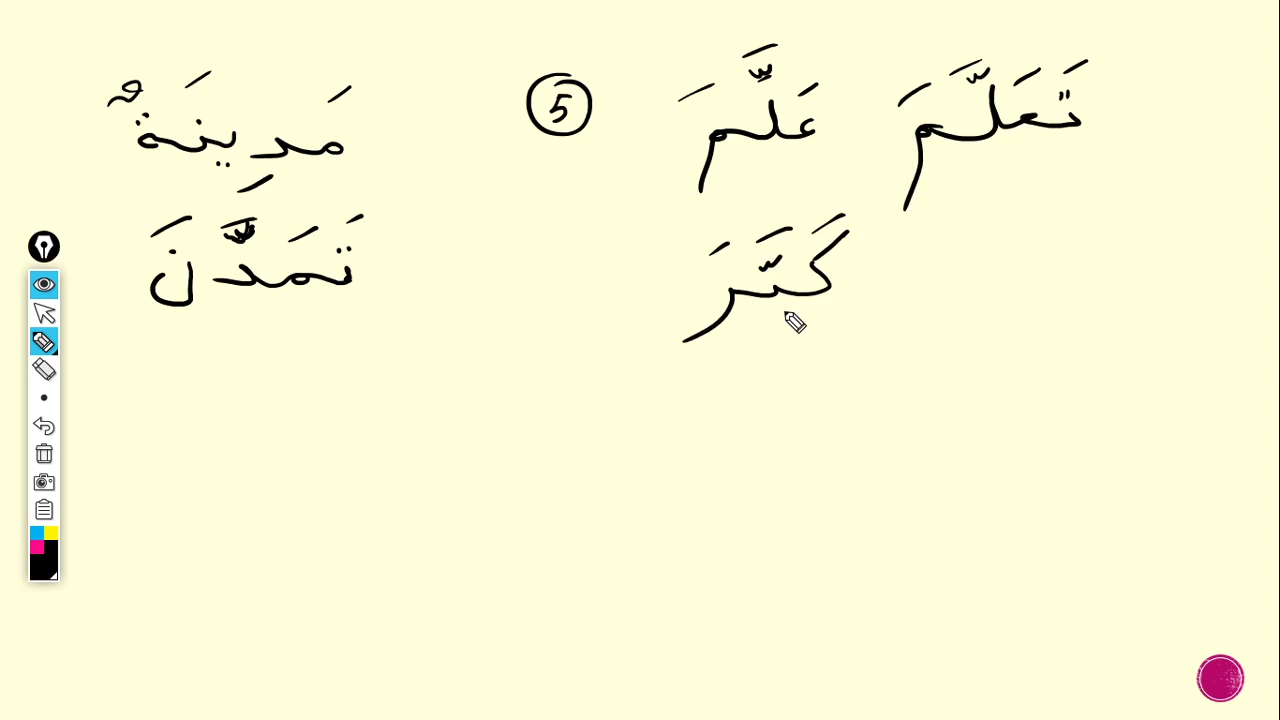 تَعَلَّمَ عَلَّمَ 5 مَدِينَةٌ
كَبَّرَ تَمَدَّنَ